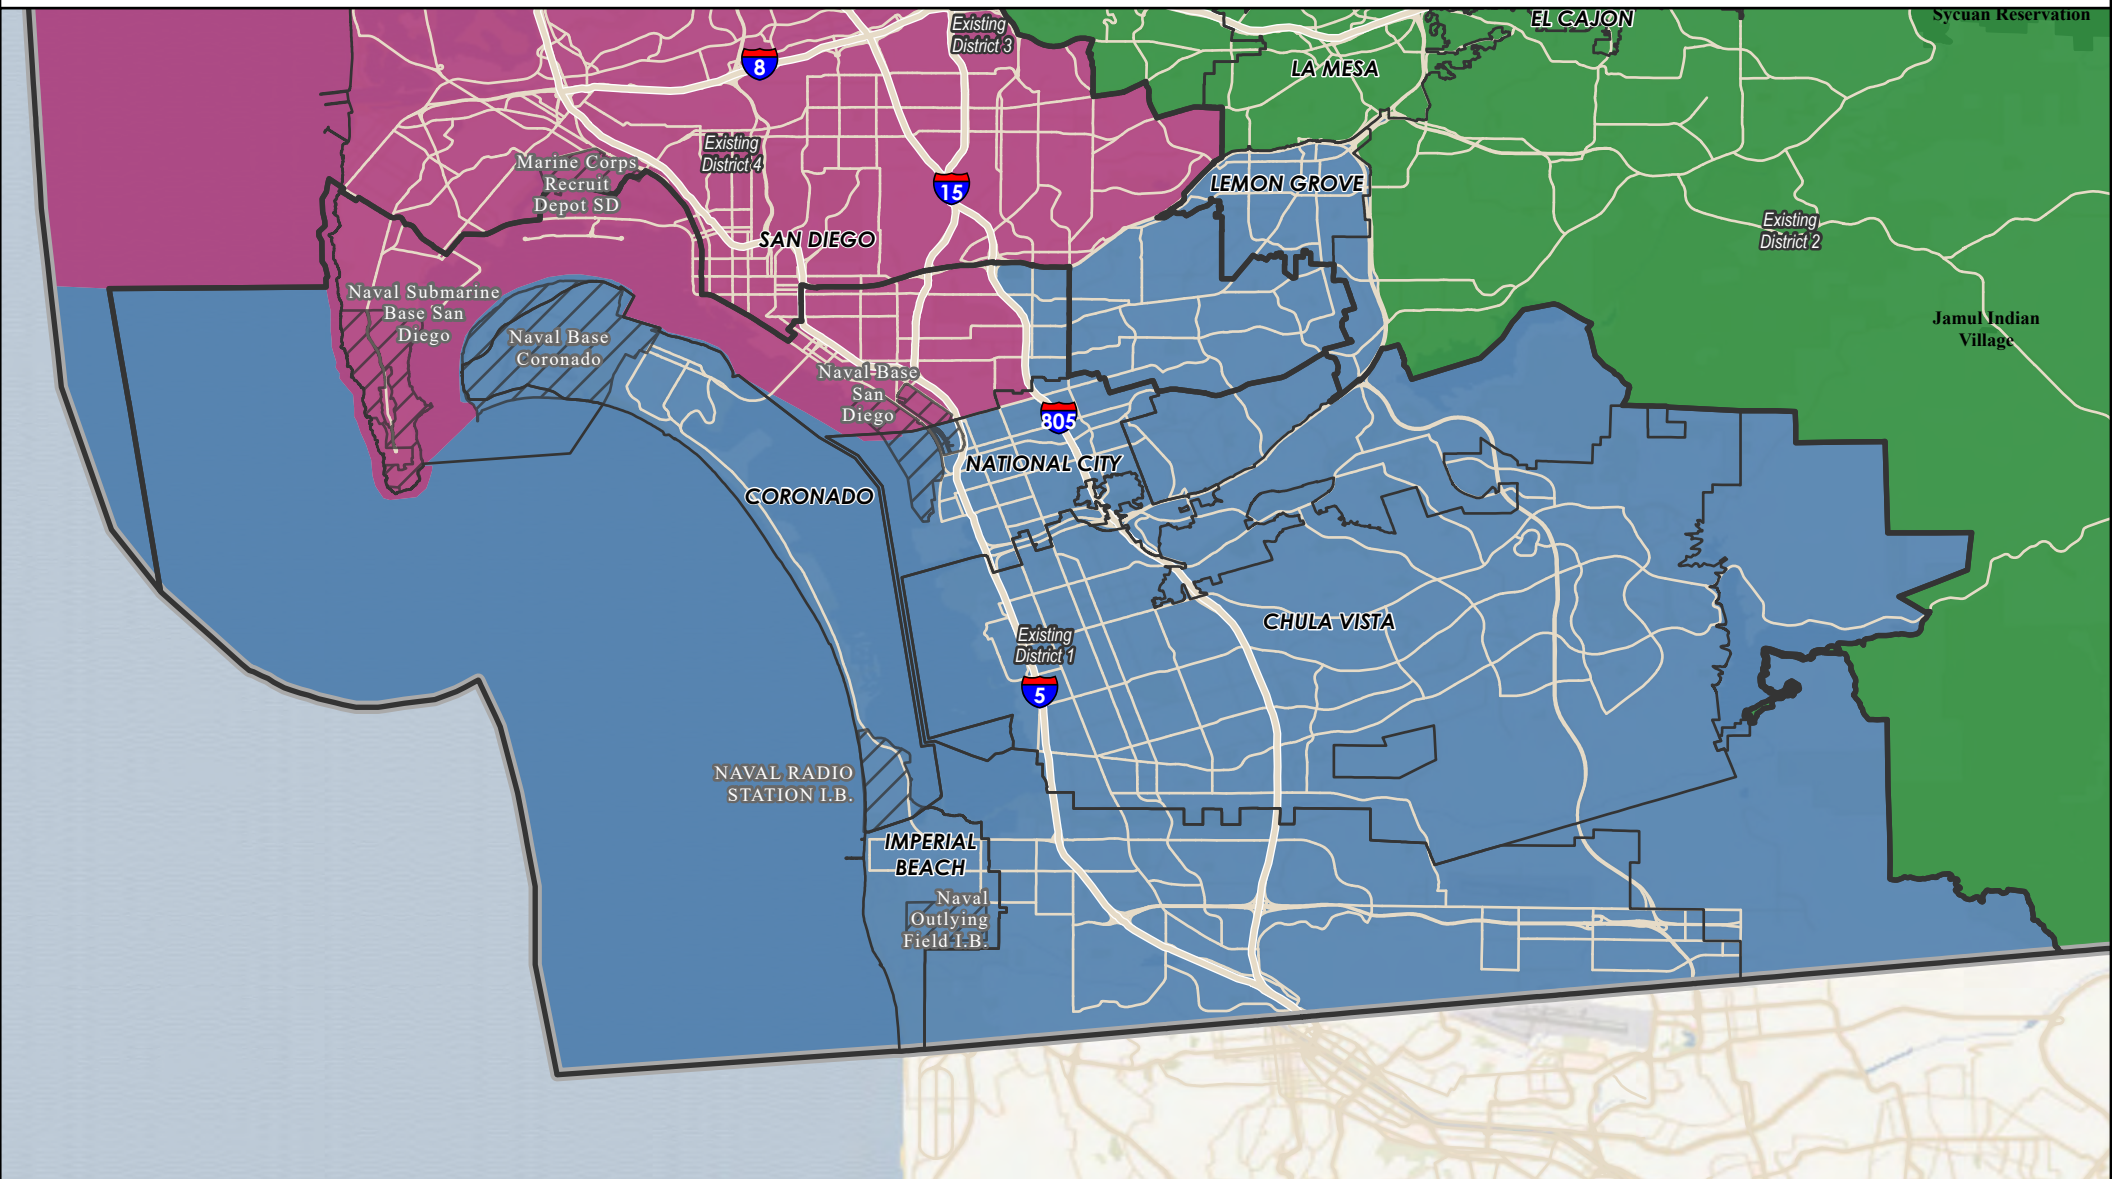 Existing
District 3
EL CAJON
Sycuan Reservation
8
LA MESA
Existing
District 4
Marine Corps
Recruit
Depot SD
15
LEMON GROVE
SAN DIEGO
Existing
District 2
Naval Submarine
Base San
Diego
Naval Base
Coronado
Jamul Indian
Village
Naval Base
San
Diego
805
NATIONAL CITY
CORONADO
CHULA VISTA
Existing
District 1
5
NAVAL RADIO
STATION I.B.
IMPERIAL
BEACH
Naval
Outlying
Field I.B.